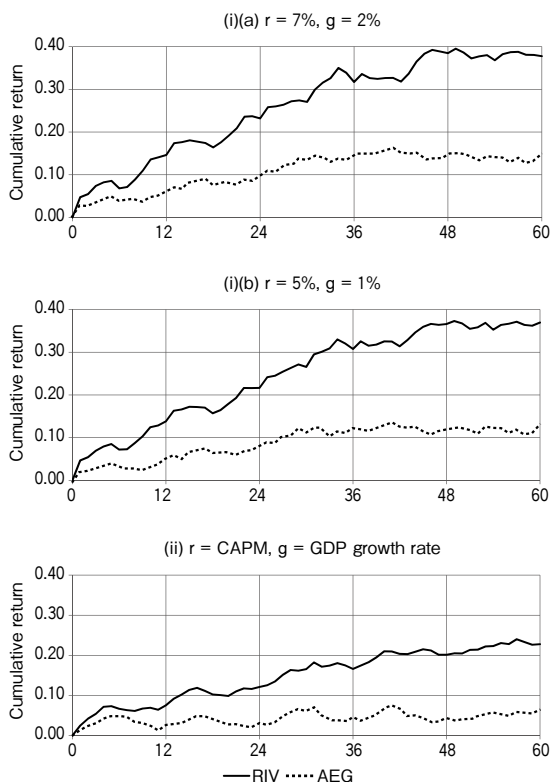 (i)(a) r = 7%, g = 2%
Cumulative return
0.40
0.30
0.20
0.10
0.00
0 12 24 36 48 60
(i)(b) r = 5%, g = 1%
Cumulative return
0.40
0.30
0.20
0.10
0.00
0 12 24 36 48 60
(ii) r = CAPM, g = GDP growth rate
Cumulative return
0.40
0.30
0.20
0.10
0.00
0 12 24 36 48 60
RIV AEG